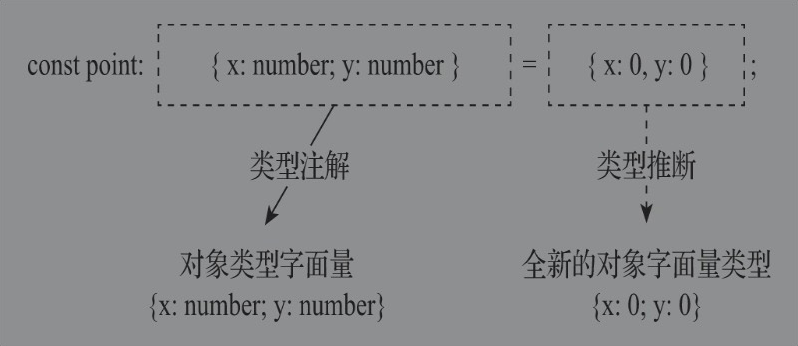 const point: { x: number; y: number } = { x: 0, y: 0 } ;
类型注解 类型推断
对象类型字面量 全新的对象字面量类型
{x: number; y: number} {x: 0; y: 0}